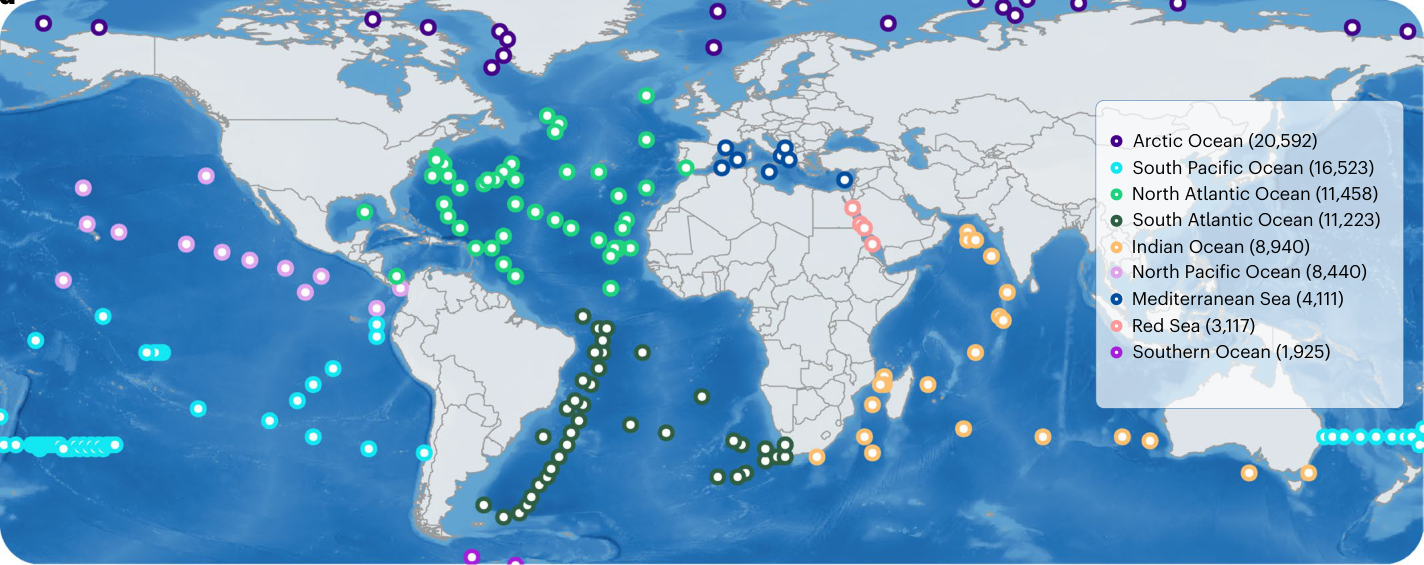 Arctic Ocean (20,592)
South Pacific Ocean (16,523)
North Atlantic Ocean (11,458)
South Atlantic Ocean (11,223)
Indian Ocean (8,940)
North Pacific Ocean (8,440)
Mediterranean Sea (4,111)
Red Sea (3,117)
Southern Ocean (1,925)